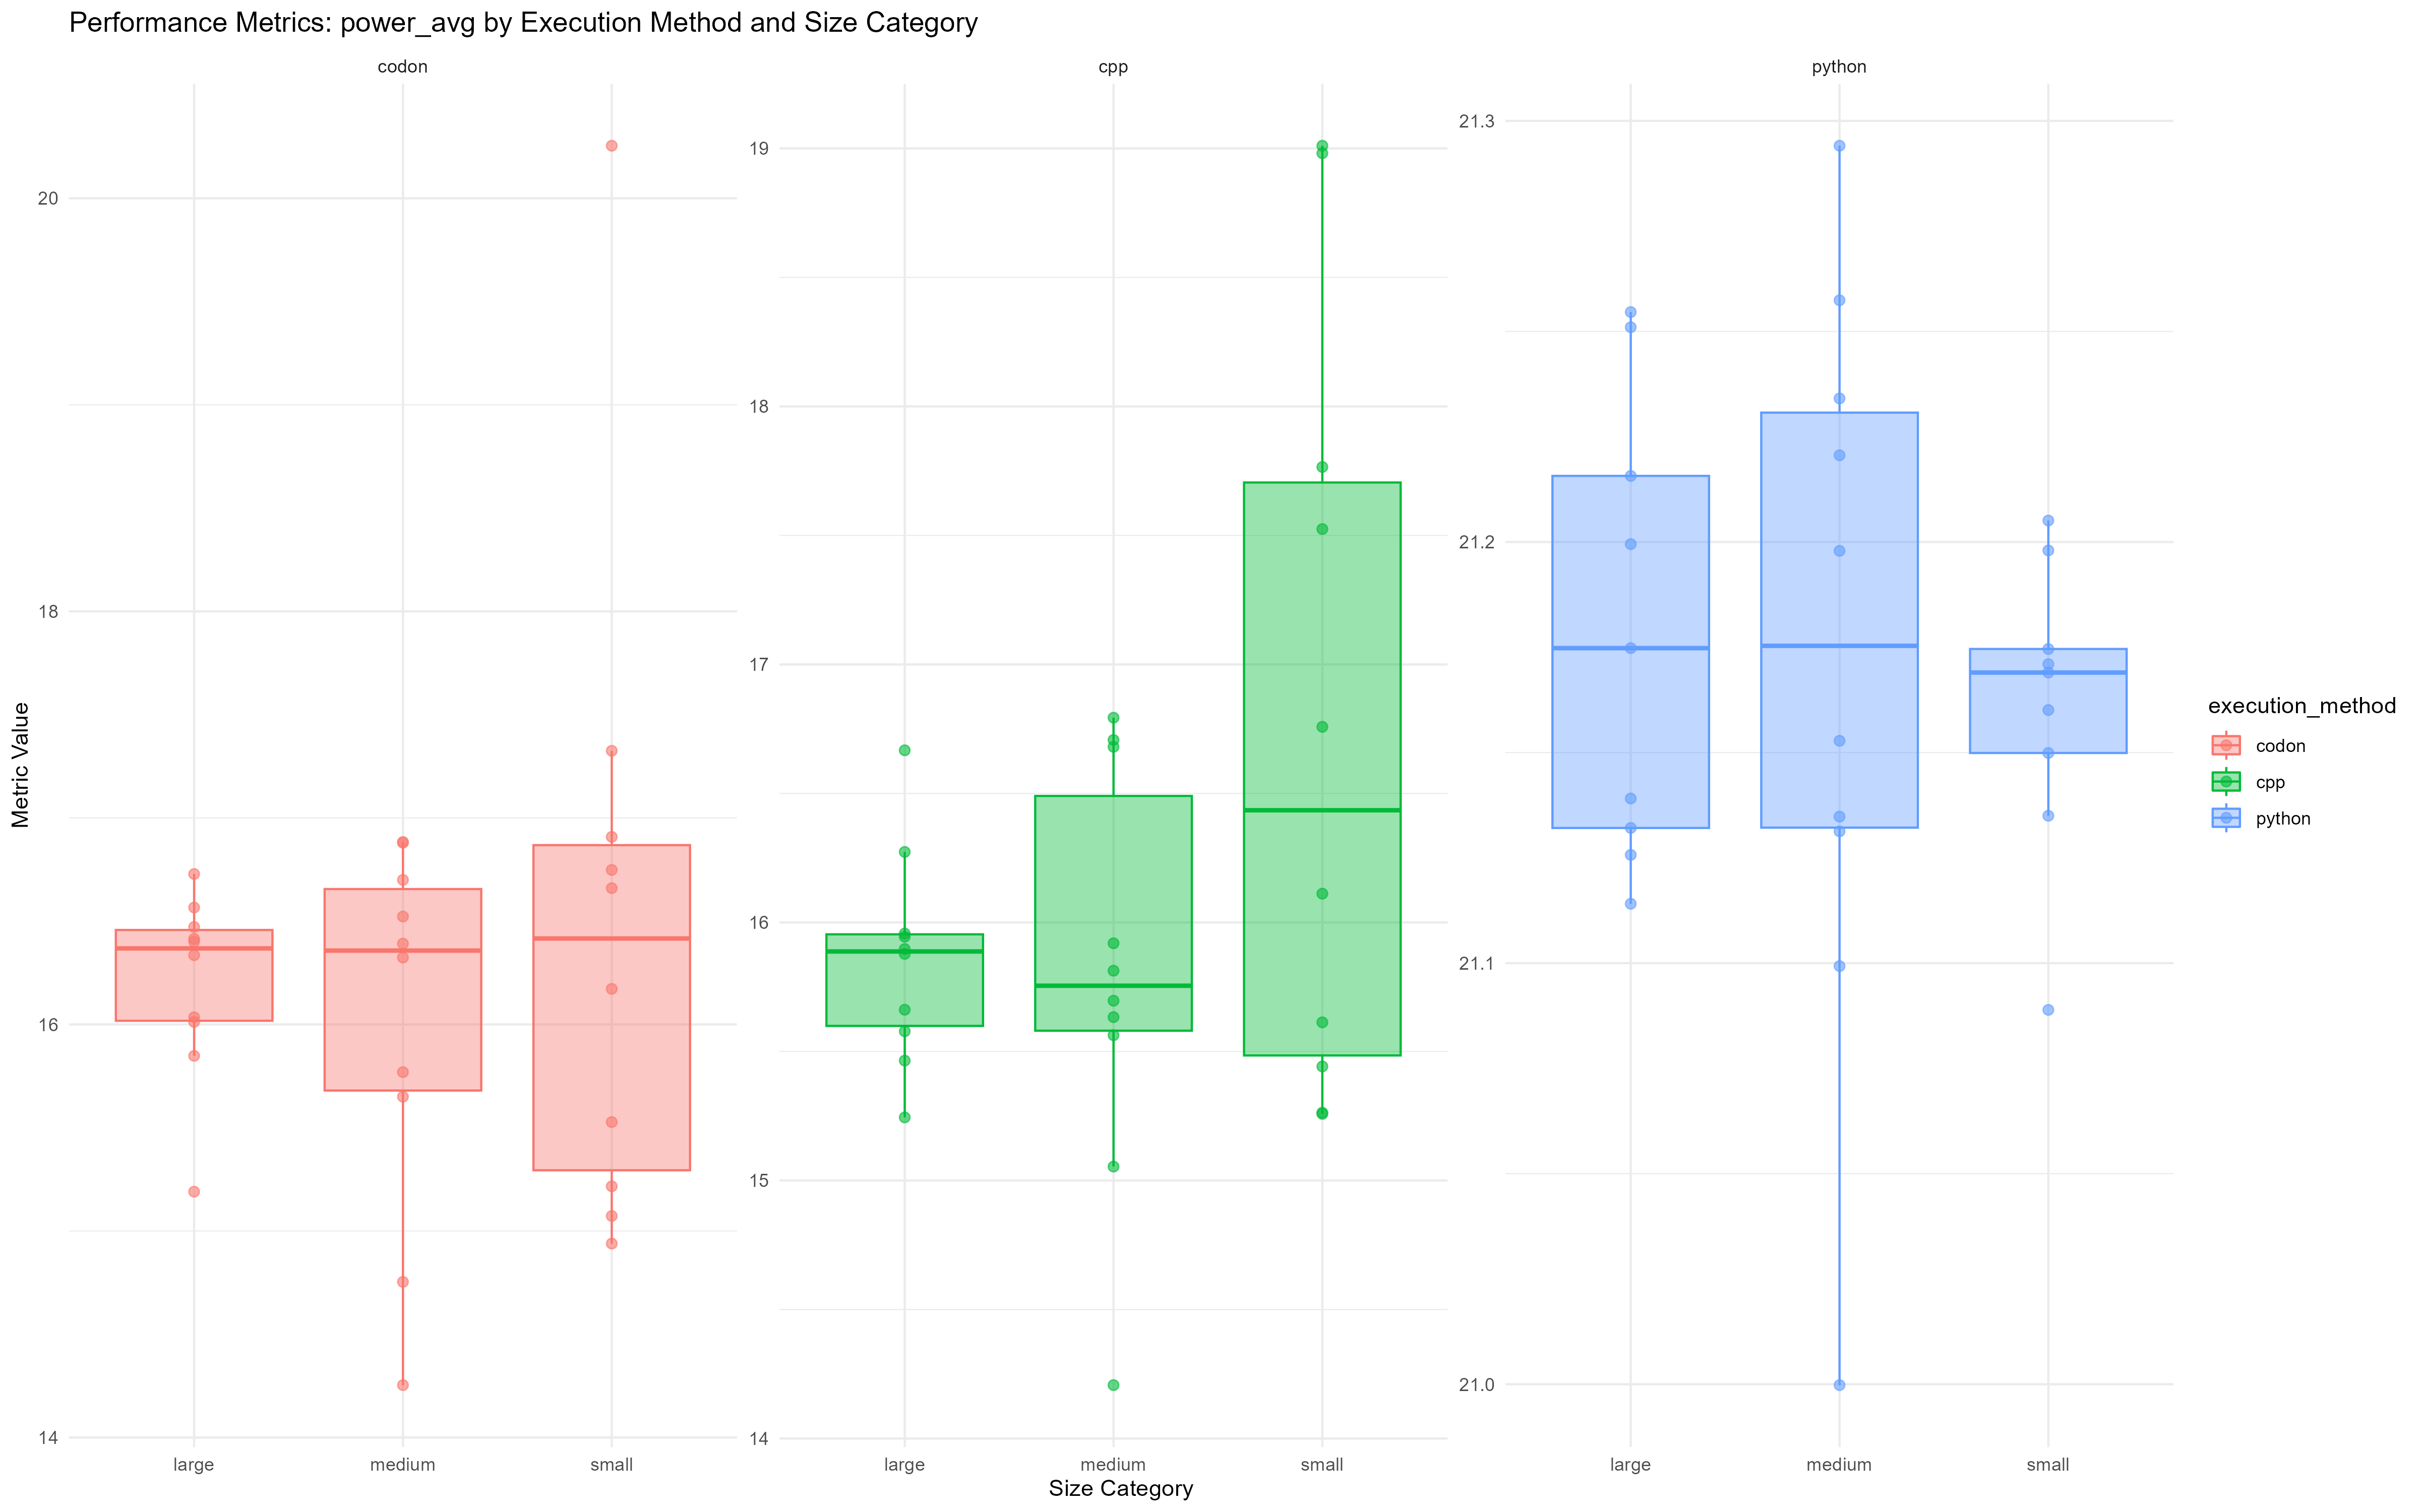 Performance Metrics: power_avg by Execution Method and Size Category
codon
cpp
python
Metric Value
20
18
16
14
19
18
17
16
15
14
21.3
21.2
21.1
21.0
large
medium
small
large
medium
small
large
medium
small
Size Category
execution_method
codon
cpp
python